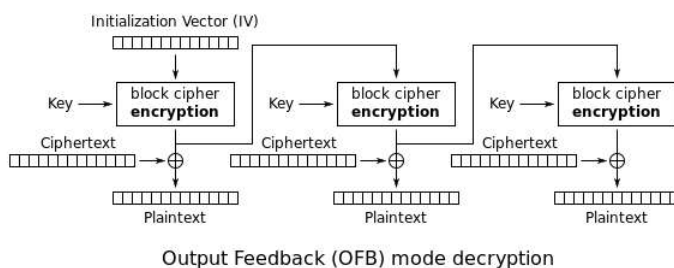 Initialization Vector (IV)
Key
block cipher
encryption
Key
block cipher
encryption
Key
block cipher
encryption
Ciphertext
Ciphertext
Ciphertext
Plaintext
Plaintext
Plaintext
Output Feedback (OFB) mode decryption